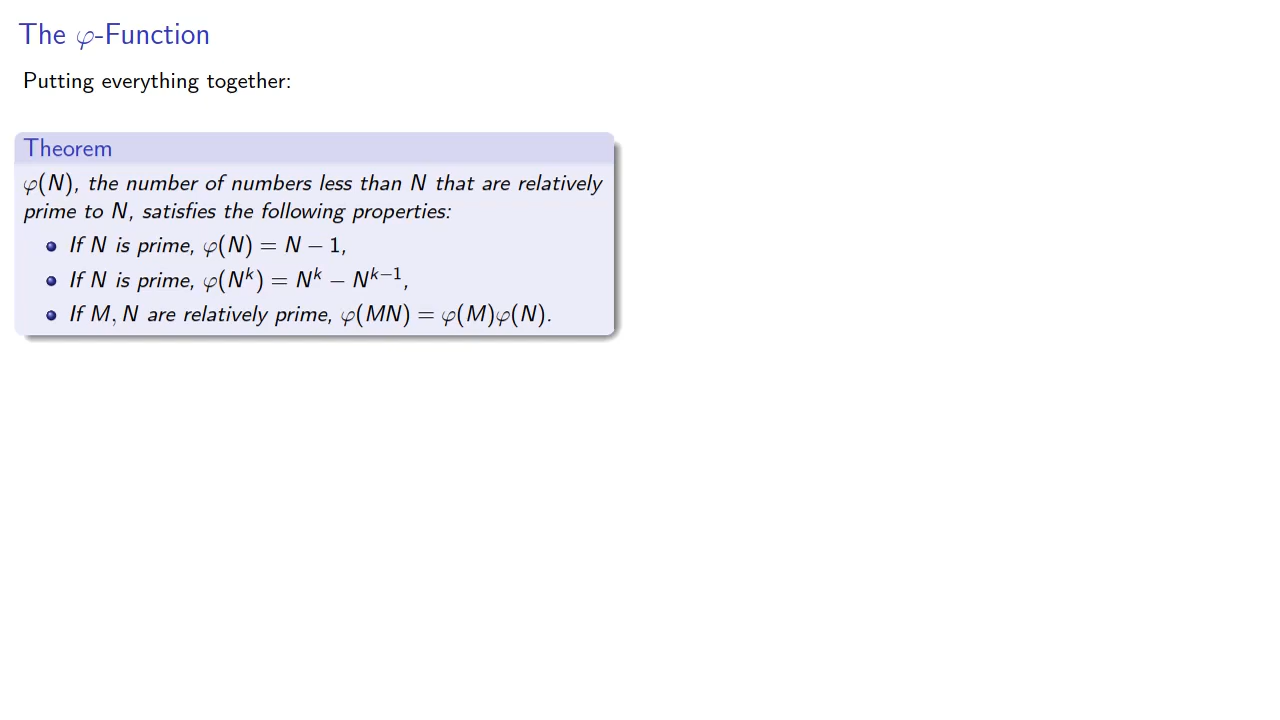 The φ-Function
Putting everything together:
Theorem
φ(N), the number of numbers less than N that are relatively
prime to N, satisfies the following properties:
If N is prime, φ(N) = N − 1,
If N is prime, φ(N^k) = N^k − N^{k−1},
If M, N are relatively prime, φ(MN) = φ(M)φ(N).